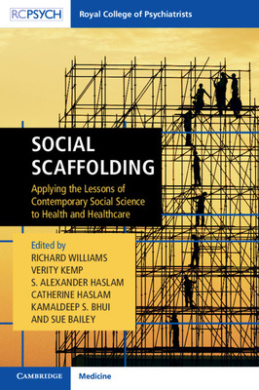 RCPSYCH
Royal College of Psychiatrists
SOCIAL
SCAFFOLDING
Applying the Lessons of
Contemporary Social Science
to Health and Healthcare
Edited by
RICHARD WILLIAMS
VERITY KEMP
S. ALEXANDER HASLAM
CATHERINE HASLAM
KAMALDEEP S. BHUI
AND SUE BAILEY
CAMBRIDGE
Medicine